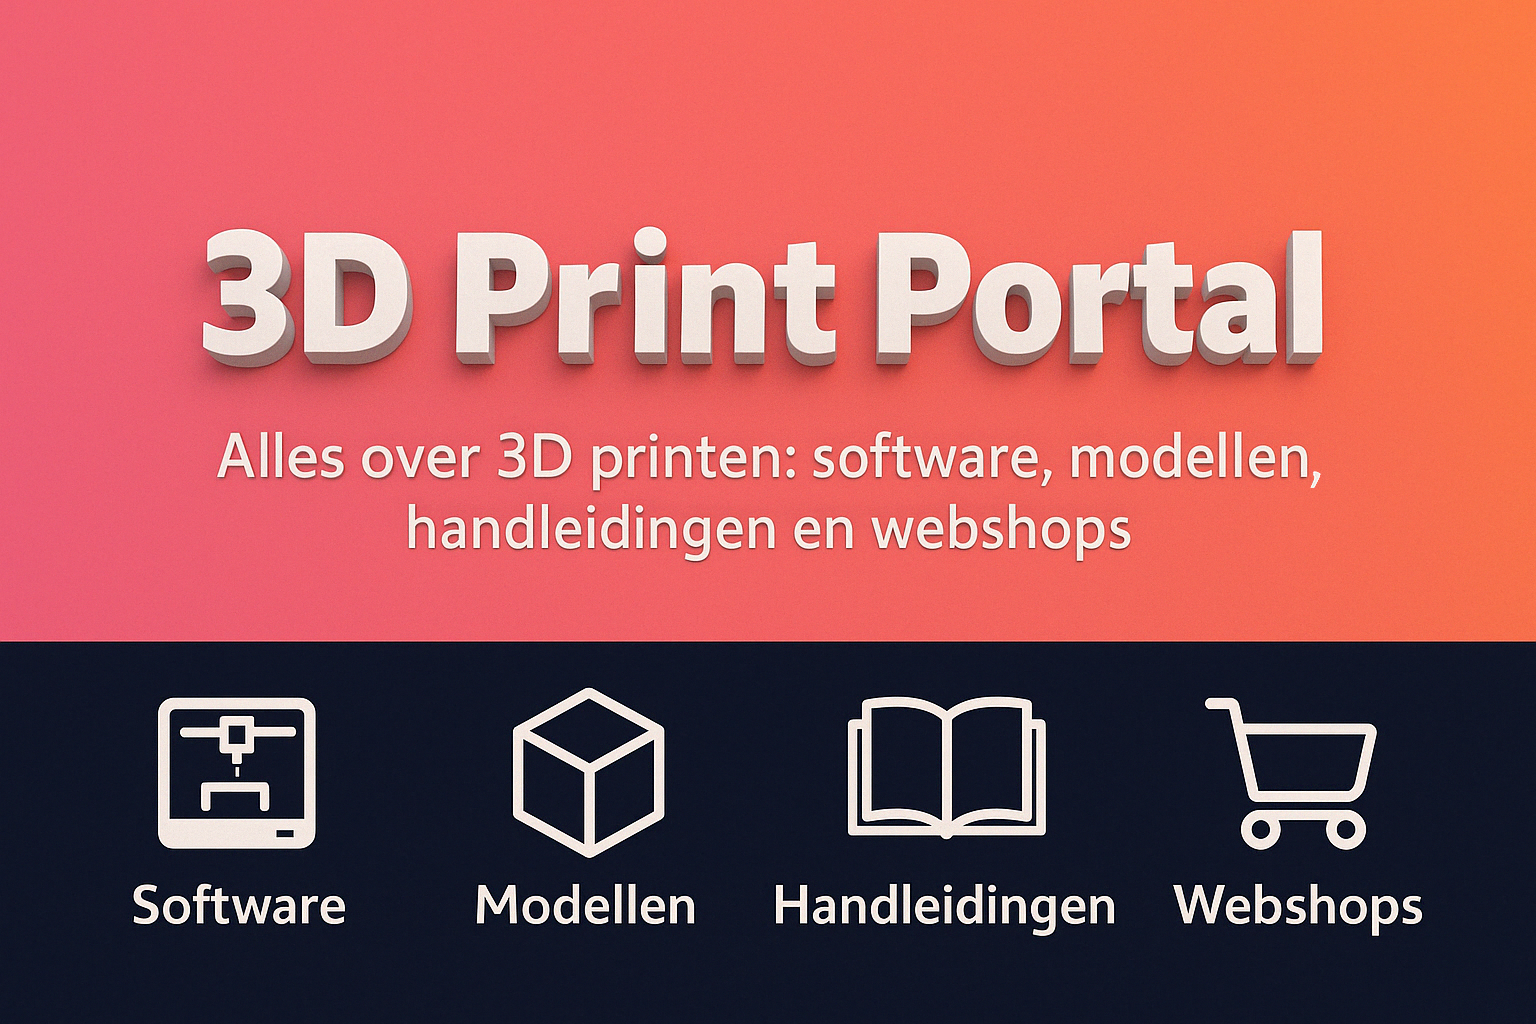 3D Print Portal
Alles over 3D printen: software, modellen,
handleidingen en webshops
Software
Modellen
Handleidingen
Webshops